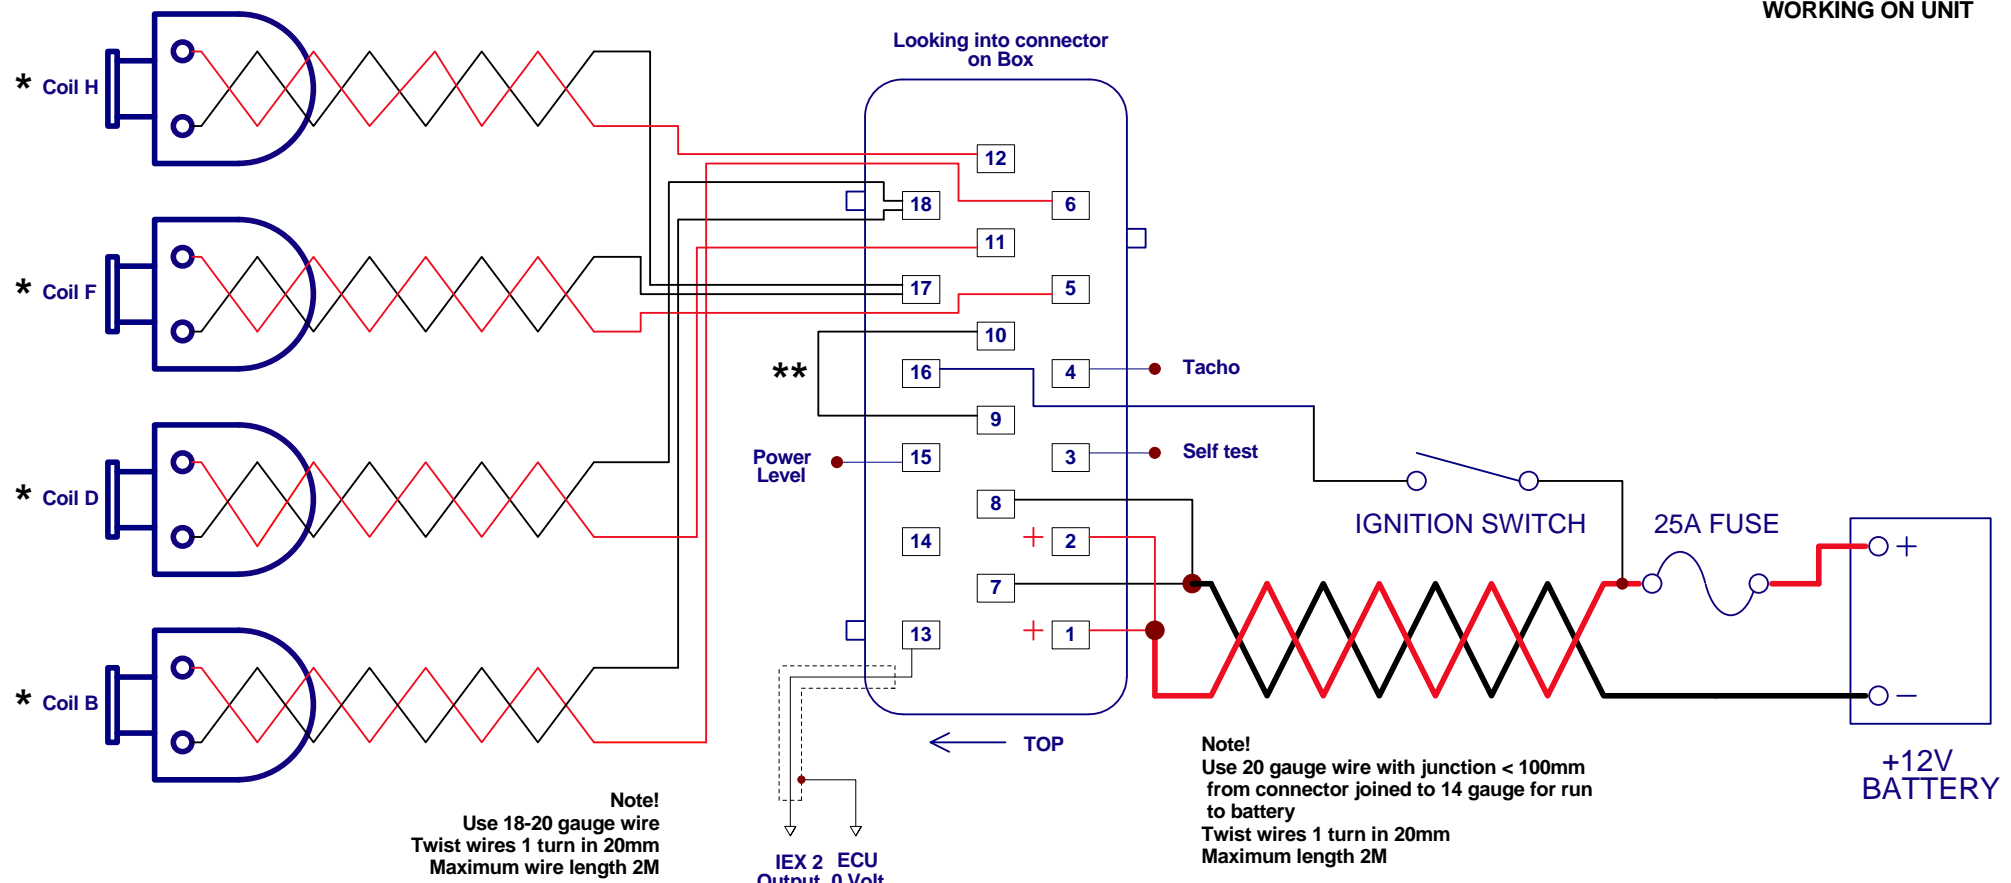 WORKING ON UNIT
Looking into connector
on Box
* Coil H
12
18
6
11
* Coil F
17
5
10
**
16
4
Tacho
9
Power
Level
15
3
Self test
* Coil D
8
IGNITION SWITCH
25A FUSE
14
+ 2
+
7
13
+ 1
* Coil B
−
TOP
+12V
BATTERY
Note!
Use 18-20 gauge wire
Twist wires 1 turn in 20mm
Maximum wire length 2M
IEX 2
Output
ECU
0 Volt
Note!
Use 20 gauge wire with junction < 100mm
from connector joined to 14 gauge for run
to battery
Twist wires 1 turn in 20mm
Maximum length 2M